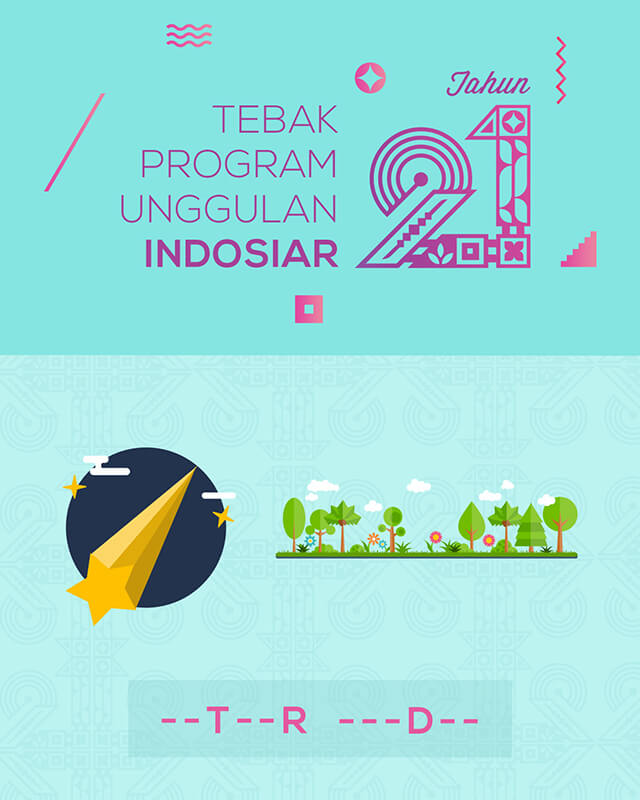 Tahun
TEBAK
PROGRAM
UNGGULAN
INDOSIAR
21
--T--R ---D--